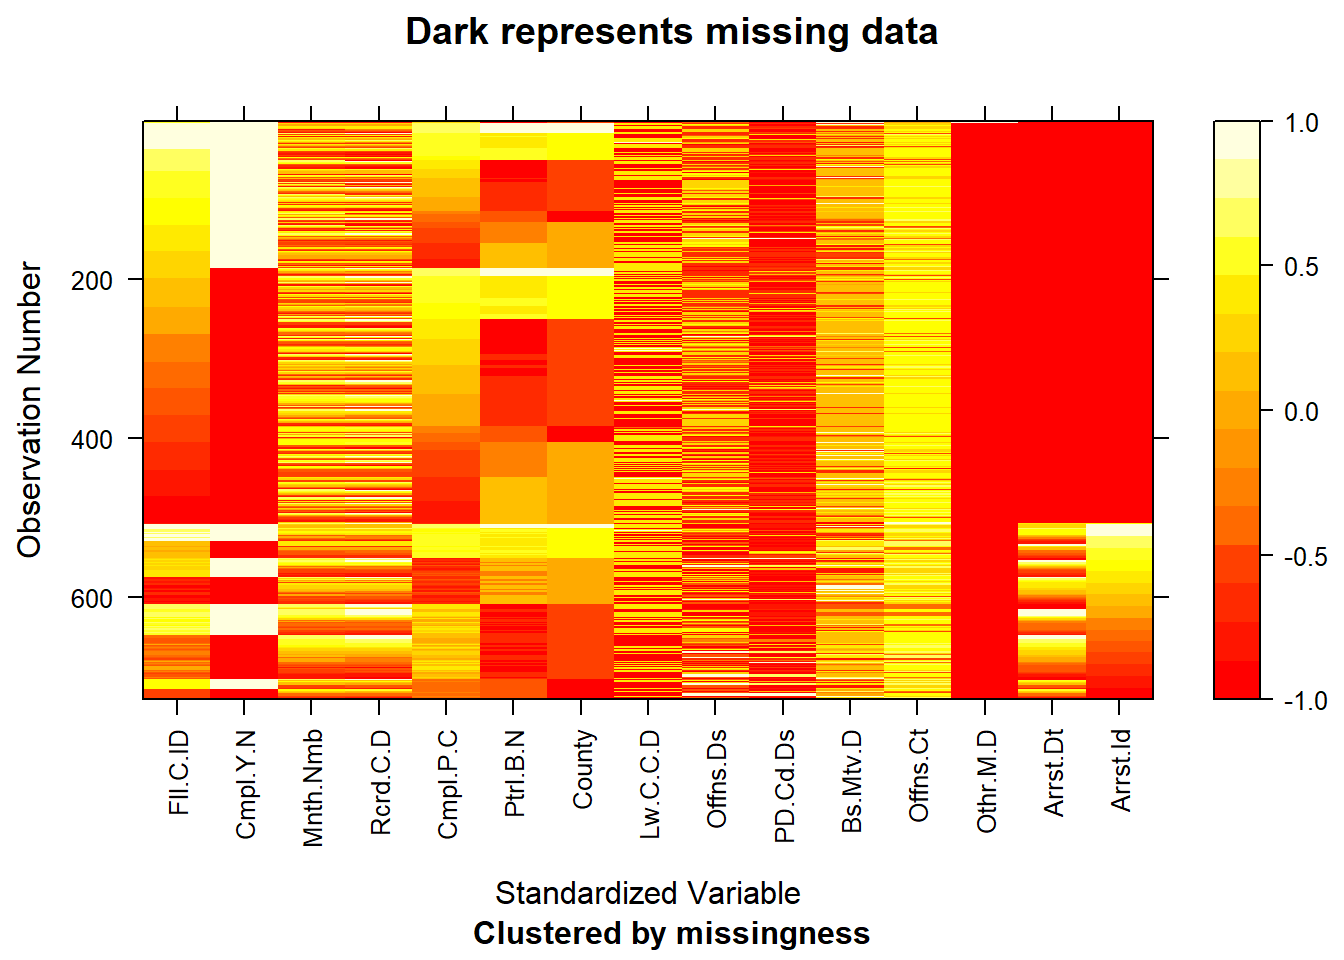 Dark represents missing data
Observation Number
200
400
600
1.0
0.5
0.0
-0.5
-1.0
Fll.C.ID
Cmpl.Y.N
Mnth.Nmb
Rcrd.C.D
Cmpl.P.C
Ptrl.B.N
County
Lw.C.C.D
Offns.Ds
PD.Cd.Ds
Bs.Mtv.D
Offns.Ct
Othr.M.D
Arrst.Dt
Arrst.Id
Standardized Variable
Clustered by missingness